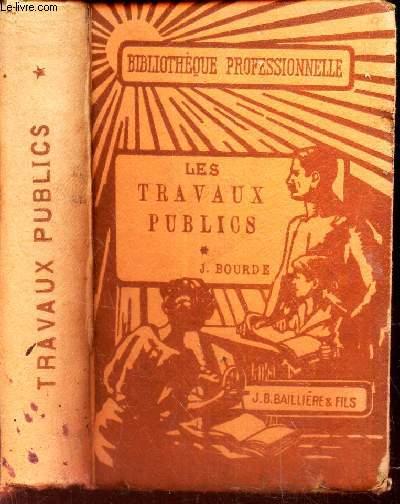 Le-livre.com
BIBLIOTHÈQUE PROFESSIONNELLE
LES
TRAVAUX
PUBLICS
*
J. BOURDE
J.B. BAILLIÈRE & FILS
TRAVAUX PUBLICS *